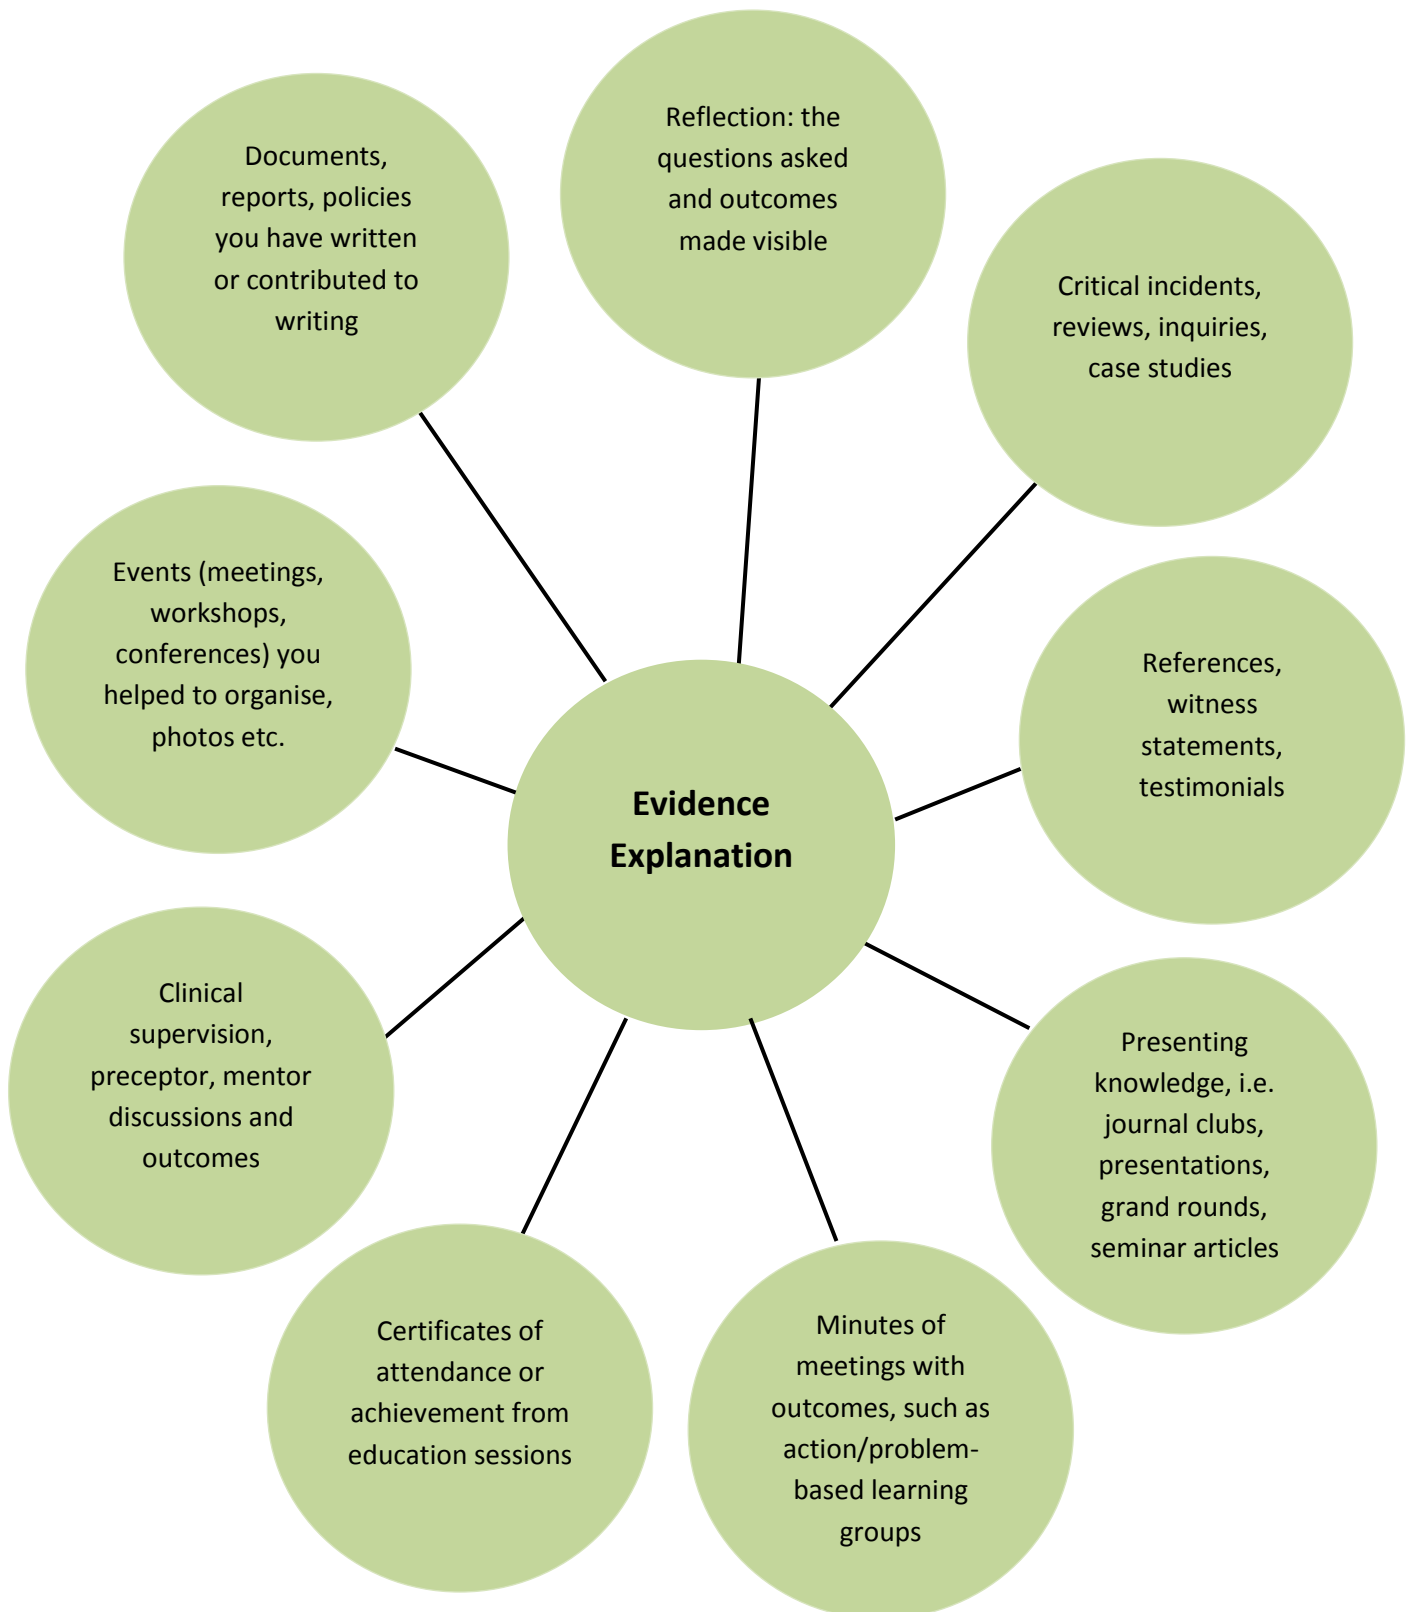 Reflection: the
questions asked
and outcomes
made visible
Documents,
reports, policies
you have written
or contributed to
writing
Critical incidents,
reviews, inquiries,
case studies
Events (meetings,
workshops,
conferences) you
helped to organise,
photos etc.
References,
witness
statements,
testimonials
Evidence
Explanation
Clinical
supervision,
preceptor, mentor
discussions and
outcomes
Presenting
knowledge, i.e.
journal clubs,
presentations,
grand rounds,
seminar articles
Certificates of
attendance or
achievement from
education sessions
Minutes of
meetings with
outcomes, such as
action/problem-
based learning
groups